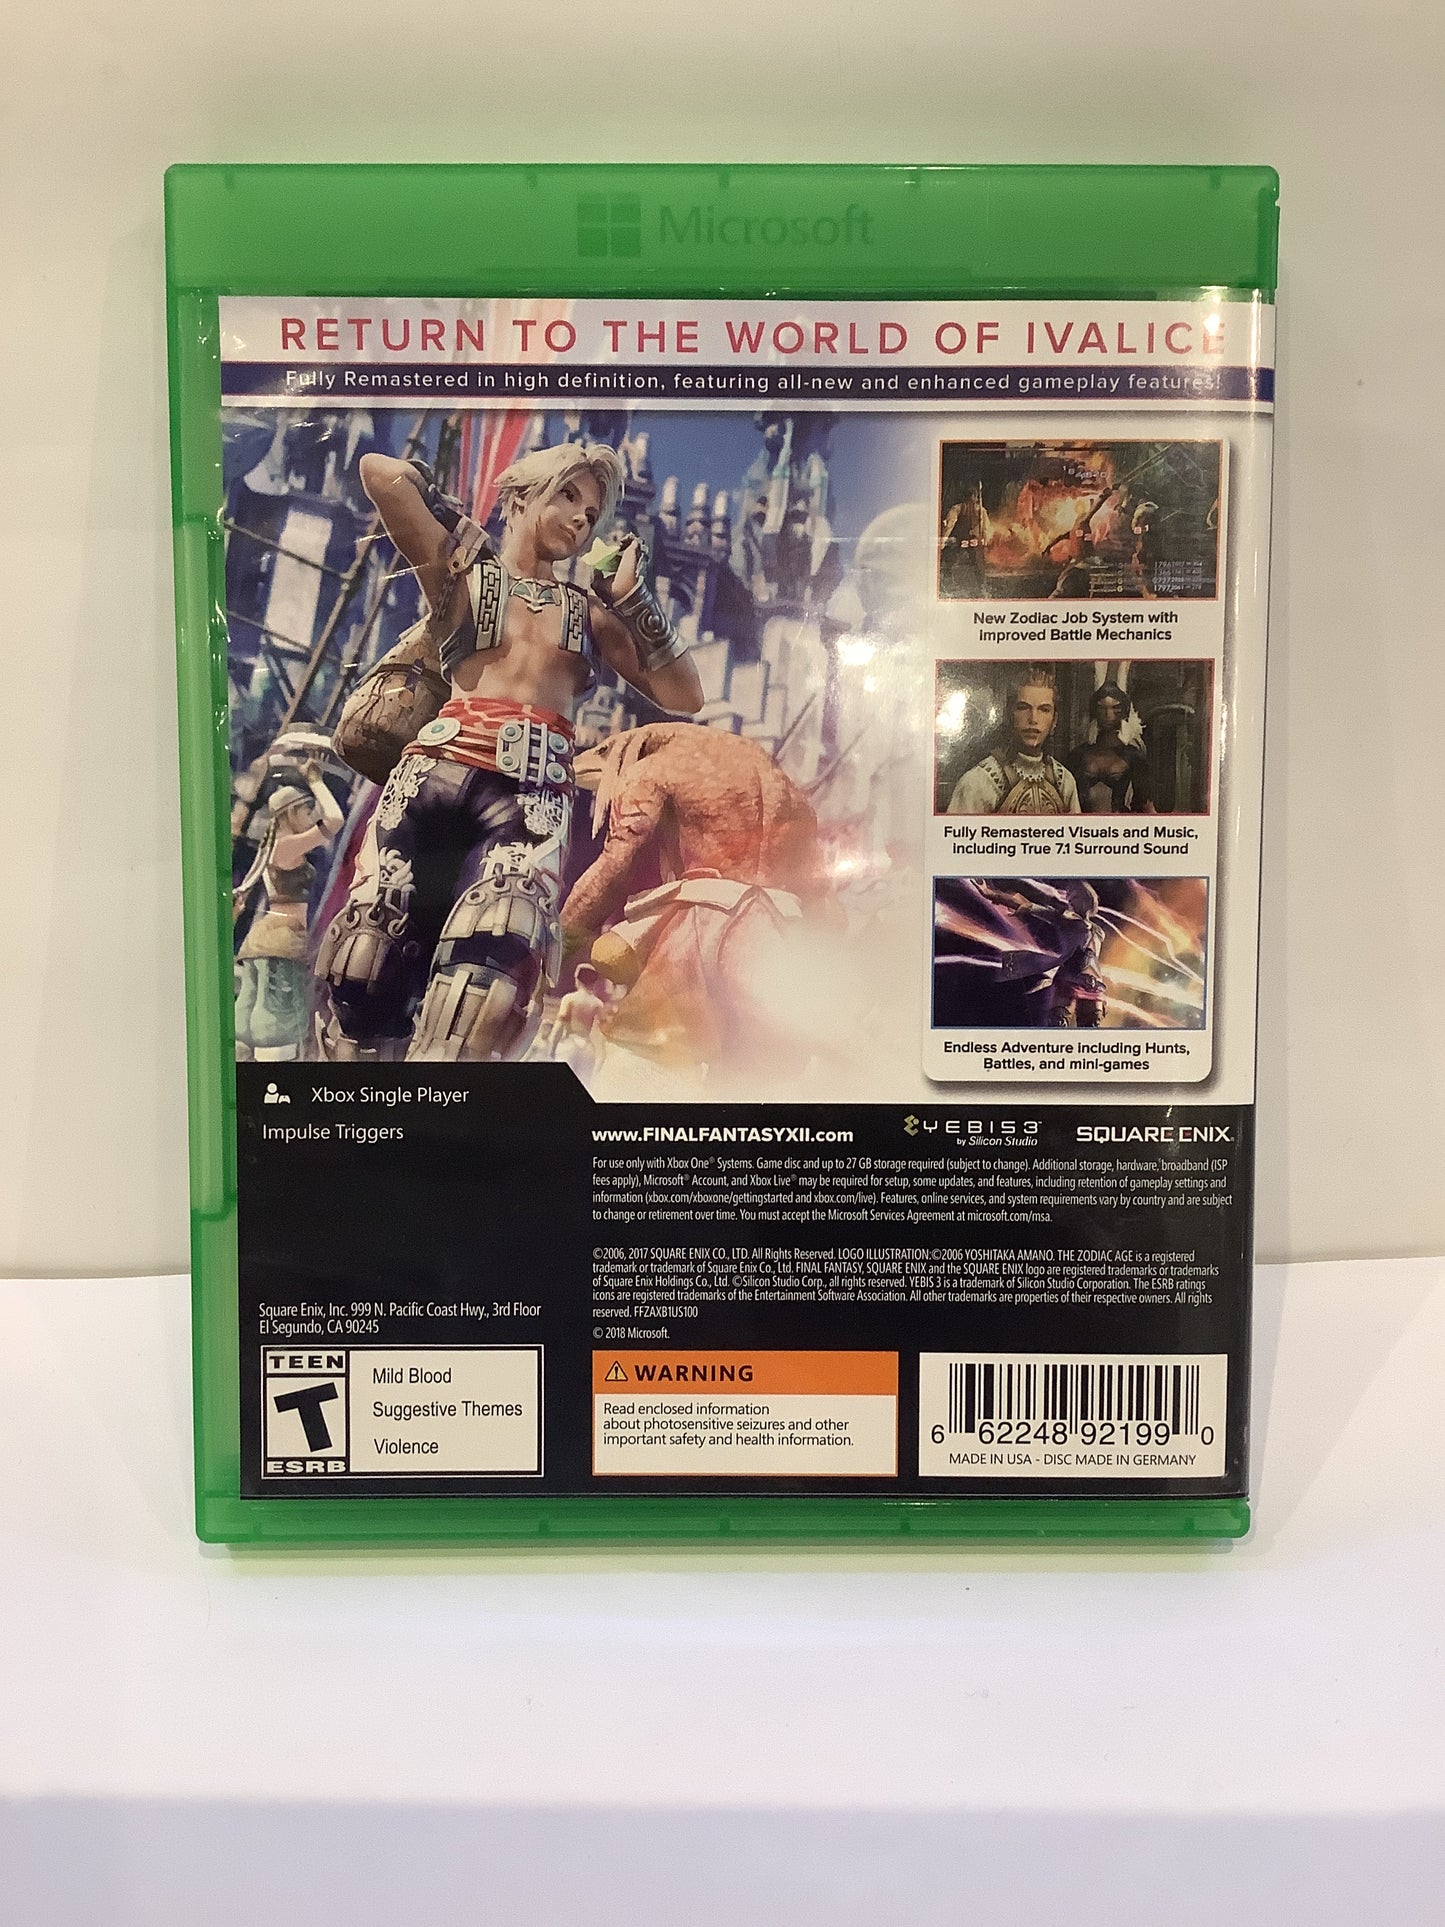 Microsoft
RETURN TO THE WORLD OF IVALICE
Fully Remastered in high definition, featuring all-new and enhanced gameplay features!
New Zodiac Job System with
improved Battle Mechanics
Fully Remastered Visuals and Music,
including True 7.1 Surround Sound
Endless Adventure including Hunts,
Battles, and mini-games
Xbox Single Player
Impulse Triggers
www.FINALFANTASYXII.com
YEBIS 3™
by Silicon Studio
SQUARE ENIX.
For use only with Xbox One® Systems. Game disc and up to 27 GB storage required (subject to change). Additional storage, hardware, broadband (ISP
fees apply), Microsoft® Account, and Xbox Live® may be required for setup, some updates, and features, including retention of gameplay settings and
information (xbox.com/xboxone/gettingstarted and xbox.com/live). Features, online services, and system requirements vary by country and are subject
to change or retirement over time. You must accept the Microsoft Services Agreement at microsoft.com/msa.
©2006, 2017 SQUARE ENIX CO., LTD. All Rights Reserved. LOGO ILLUSTRATION:©2006 YOSHITAKA AMANO. THE ZODIAC AGE is a registered
trademark or trademark of Square Enix Co., Ltd. FINAL FANTASY, SQUARE ENIX and the SQUARE ENIX logo are registered trademarks or trademarks
of Square Enix Holdings Co., Ltd. ©Silicon Studio Corp., all rights reserved. YEBIS 3 is a trademark of Silicon Studio Corporation. The ESRB ratings
icons are registered trademarks of the Entertainment Software Association. All other trademarks are properties of their respective owners. All rights
reserved. FFZAXB1US100
© 2018 Microsoft.
Square Enix, Inc. 999 N. Pacific Coast Hwy., 3rd Floor
El Segundo, CA 90245
TEEN
T
ESRB
Mild Blood
Suggestive Themes
Violence
WARNING
Read enclosed information
about photosensitive seizures and other
important safety and health information.
6 62248 92199 0
MADE IN USA - DISC MADE IN GERMANY